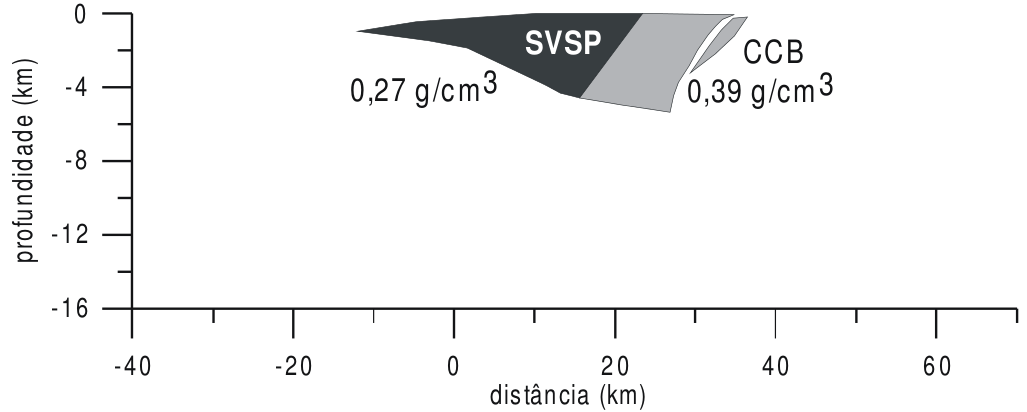 0
-4
-8
-12
-16
profundidade (km)
SVSP
CCB
0,27 g/cm³
0,39 g/cm³
-40
-20
0
20
40
60
distância (km)